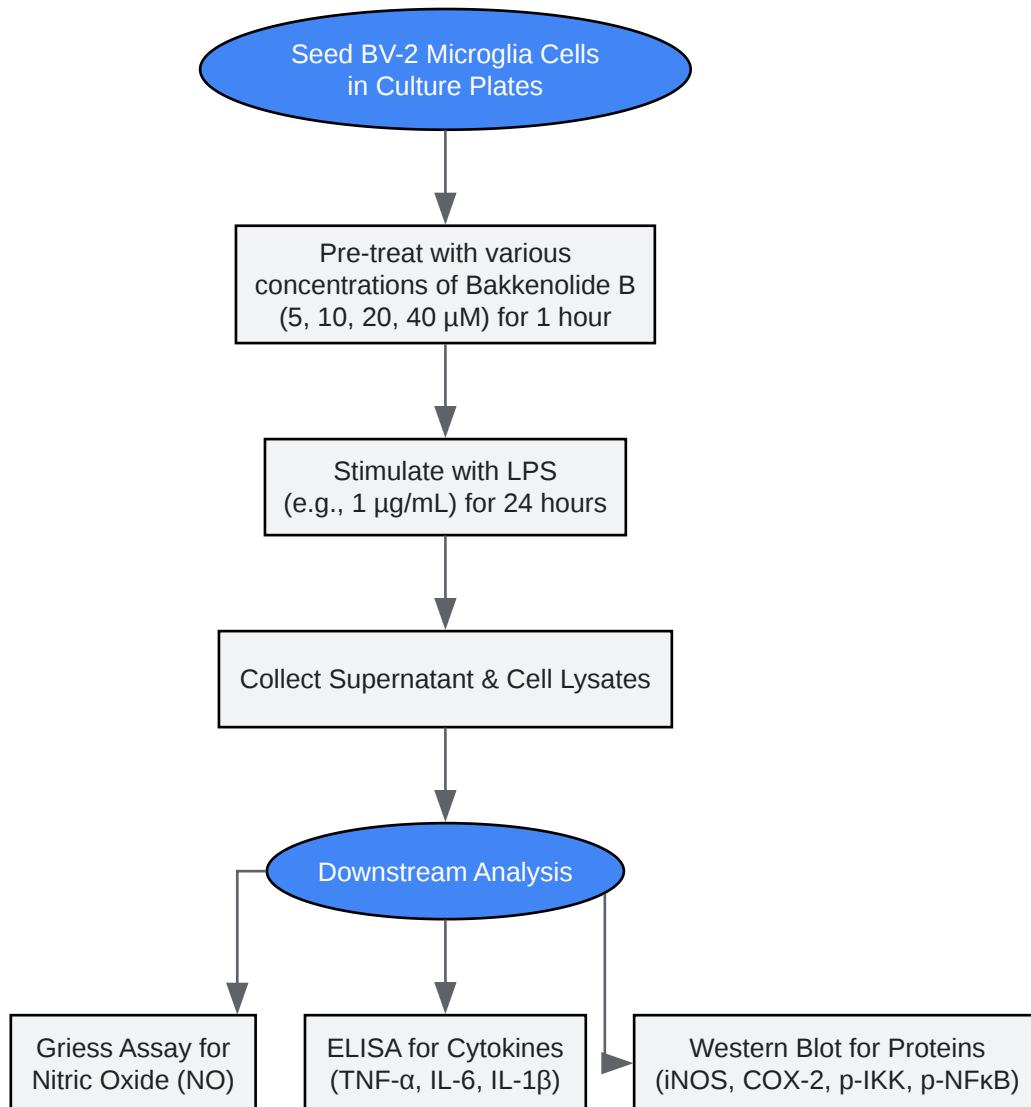 Seed BV-2 Microglia Cells
in Culture Plates
Pre-treat with various
concentrations of Bakkenolide B
(5, 10, 20, 40 µM) for 1 hour
Stimulate with LPS
(e.g., 1 µg/mL) for 24 hours
Collect Supernatant & Cell Lysates
Downstream Analysis
Griess Assay for
Nitric Oxide (NO)
ELISA for Cytokines
(TNF-α, IL-6, IL-1β)
Western Blot for Proteins
(iNOS, COX-2, p-IKK, p-NFκB)